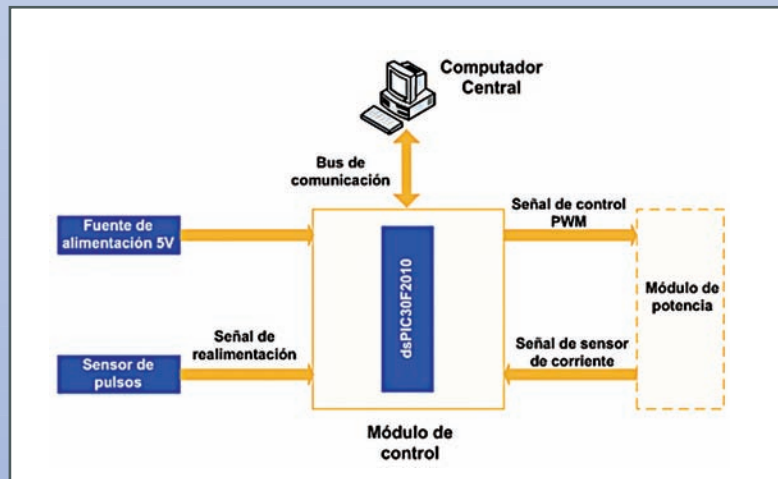 Computador
Central
Bus de
comunicación
Señal de control
PWM
Fuente de
alimentación 5V
dsPIC30F2010
Módulo de
potencia
Señal de
realimentación
Señal de sensor
de corriente
Sensor de
pulsos
Módulo de
control